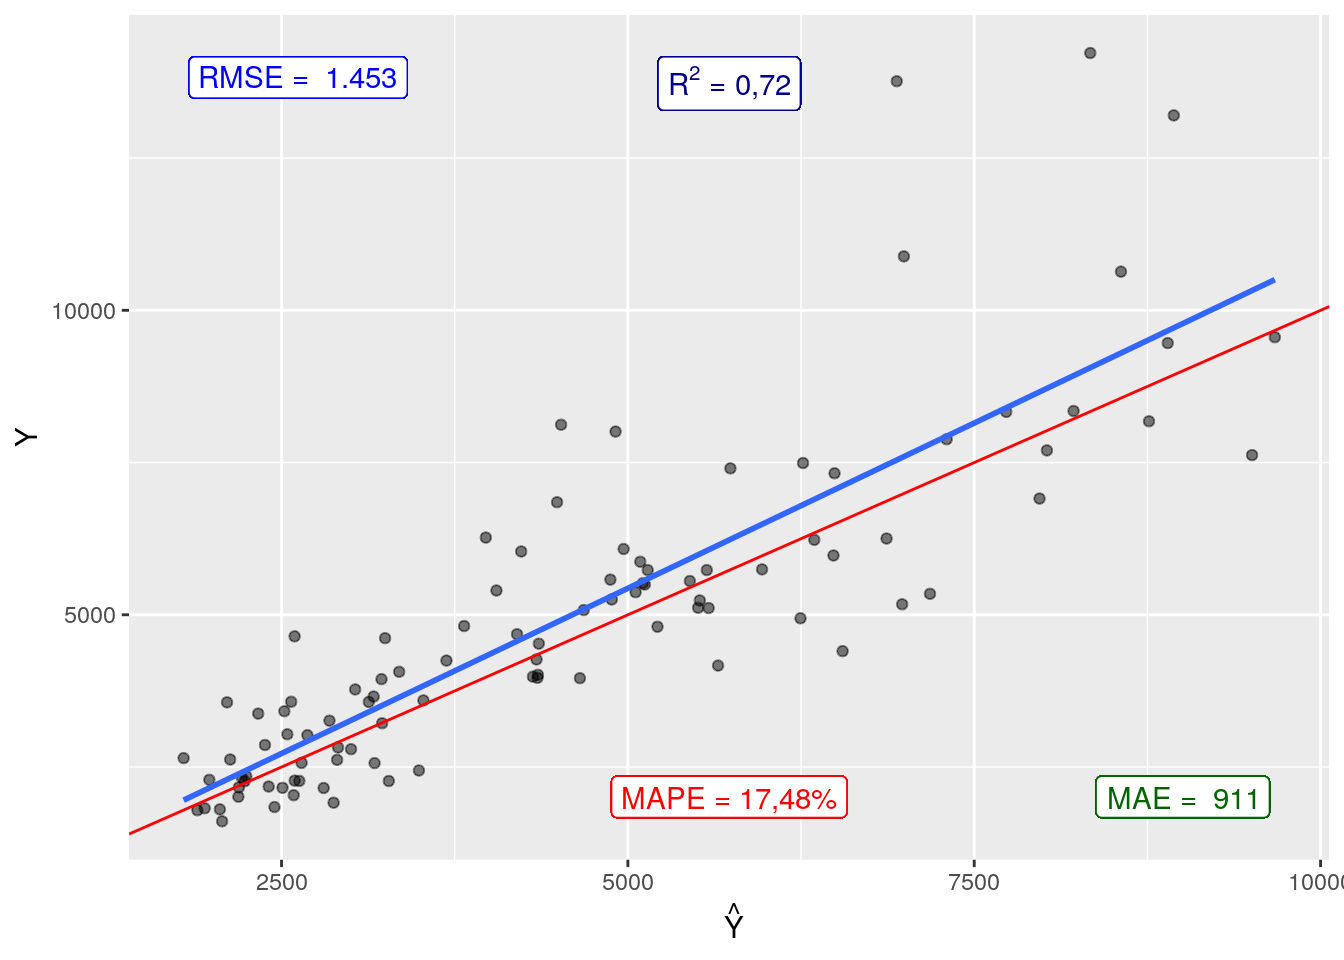 RMSE =  1.453
R² = 0,72
Y
10000
5000
MAPE = 17,48%
MAE =  911
2500
5000
7500
10000
Ŷ